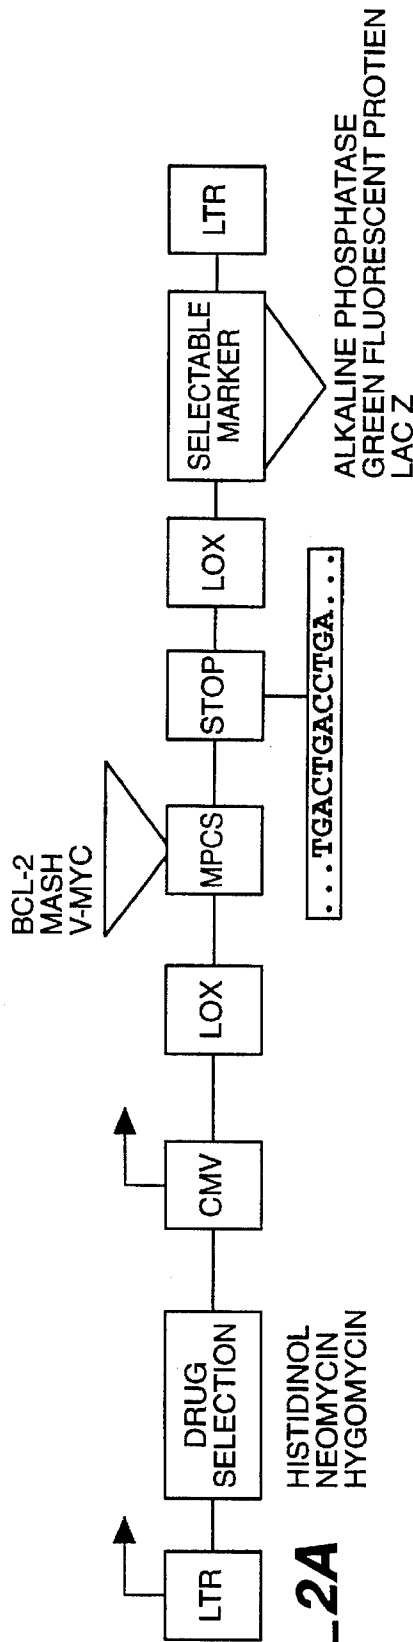 BCL-2
MASH
V-MYC
LTR
DRUG
SELECTION
CMV
LOX
MPCS
STOP
LOX
SELECTABLE
MARKER
LTR
HISTIDINOL
NEOMYCIN
HYGOMYCIN
...TGACTGACCTGA...
ALKALINE PHOSPHATASE
GREEN FLUORESCENT PROTIEN
LAC Z
_2A